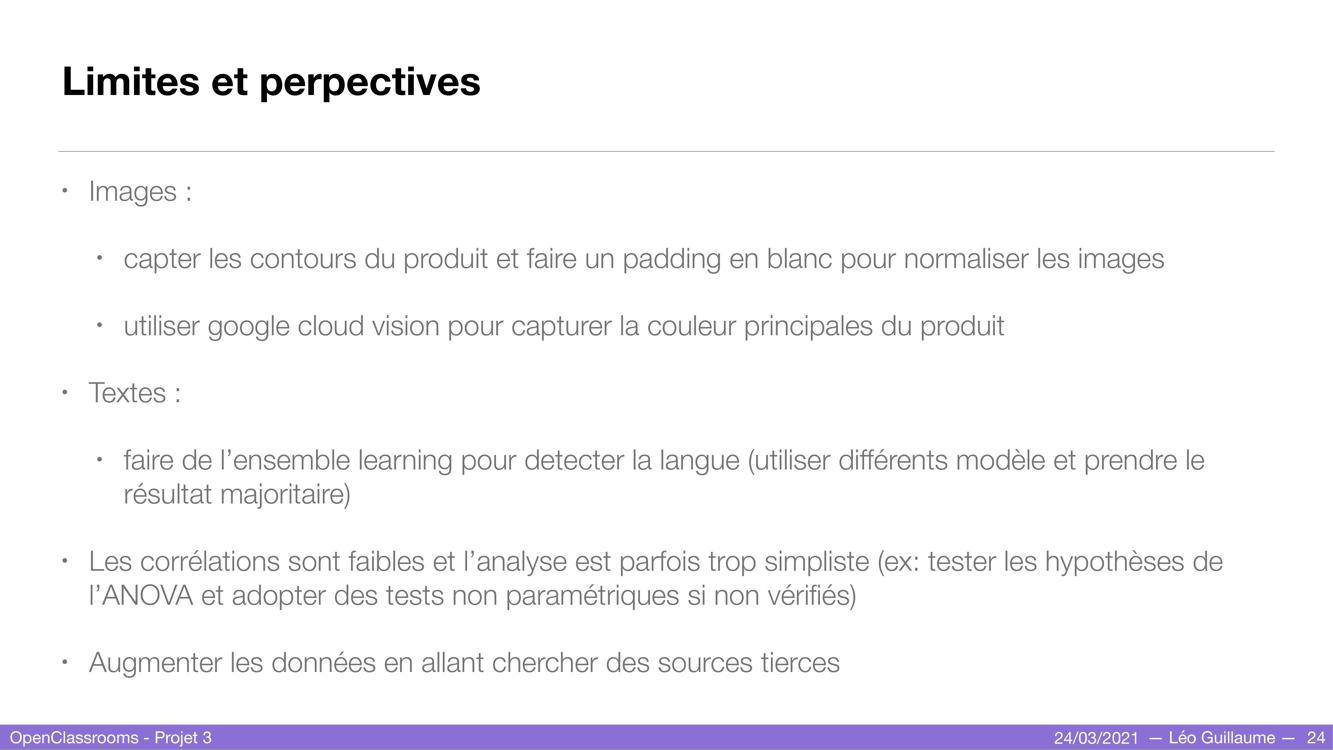 Limites et perpectives
• Images :
• capter les contours du produit et faire un padding en blanc pour normaliser les images
• utiliser google cloud vision pour capturer la couleur principales du produit
• Textes :
• faire de l’ensemble learning pour detecter la langue (utiliser différents modèle et prendre le
résultat majoritaire)
• Les corrélations sont faibles et l’analyse est parfois trop simpliste (ex: tester les hypothèses de
l’ANOVA et adopter des tests non paramétriques si non vérifiés)
• Augmenter les données en allant chercher des sources tierces
OpenClassrooms - Projet 3
24/03/2021 — Léo Guillaume — 24